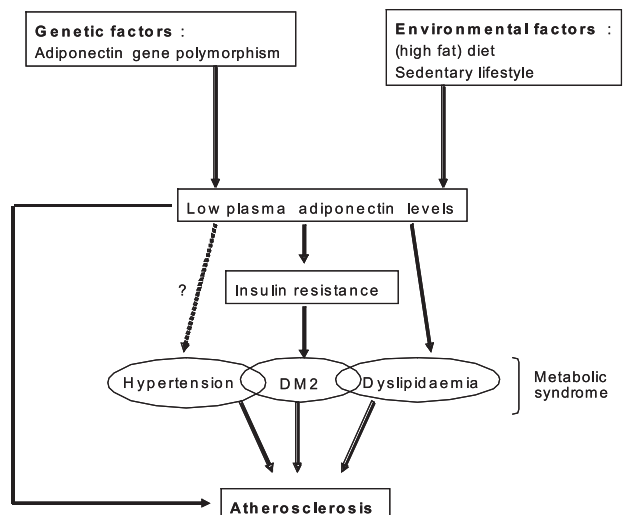 Genetic factors :
Adiponectin gene polymorphism
Environmental factors :
(high fat) diet
Sedentary lifestyle
Low plasma adiponectin levels
?
Insulin resistance
Hypertension
DM2
Dyslipidaemia
Metabolic
syndrome
Atherosclerosis